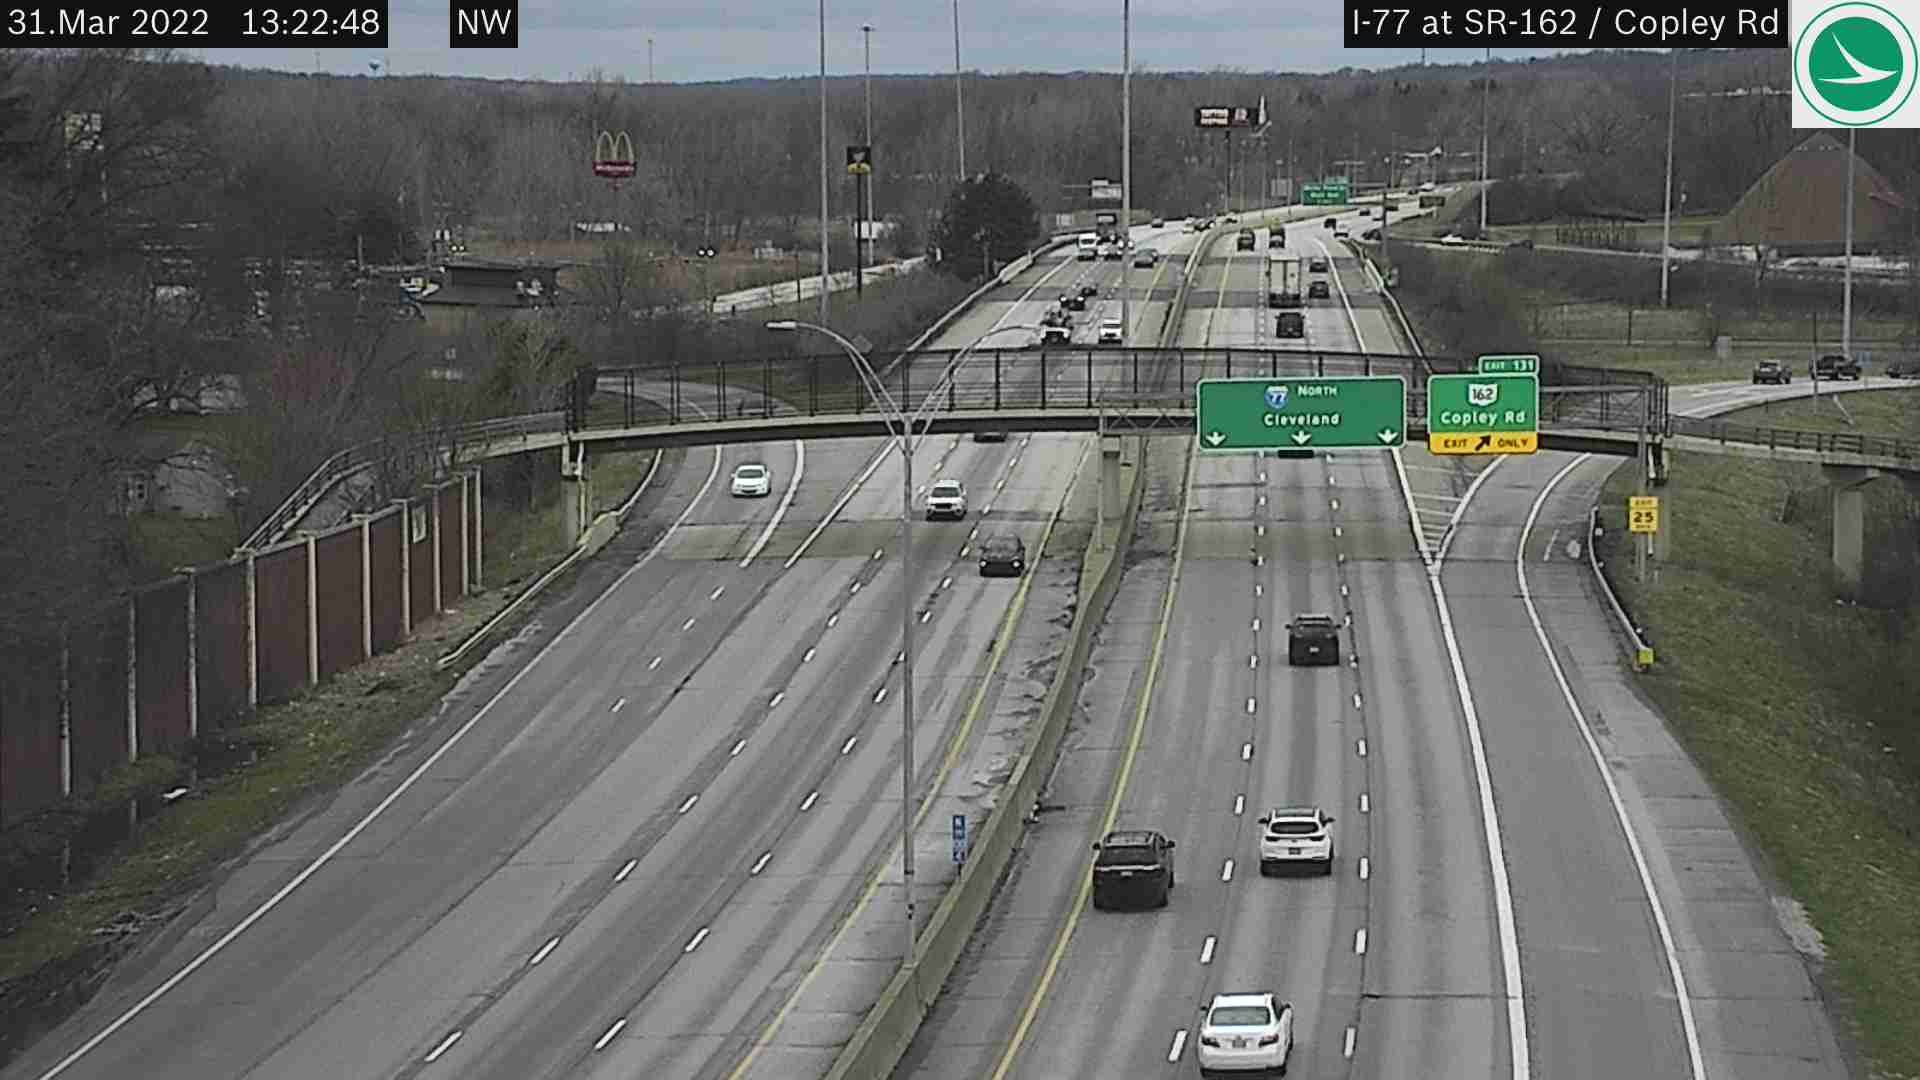 31.Mar 2022 13:22:48
NW
I-77 at SR-162 / Copley Rd
McDonald's
EXIT 131
77 NORTH
Cleveland
162
Copley Rd
EXIT ONLY
EXIT
25